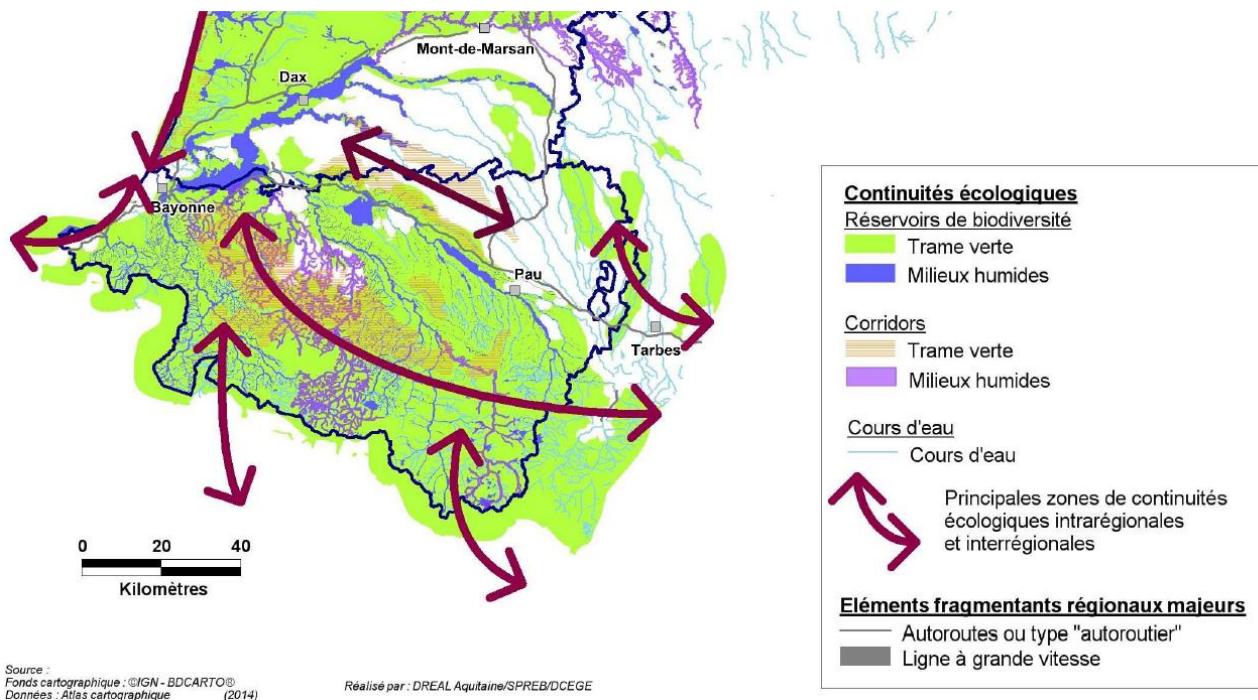 Mont-de-Marsan
Dax
Bayonne
Pau
Tarbes
0 20 40
Kilomètres
Source :
Fonds cartographique : ©IGN - BDCARTO®
Données : Atlas cartographique (2014)
Réalisé par : DREAL Aquitaine/SPREB/DCEGE
Continuités écologiques
Réservoirs de biodiversité
Trame verte
Milieux humides
Corridors
Trame verte
Milieux humides
Cours d'eau
Cours d'eau
Principales zones de continuités
écologiques intrarégionales
et interrégionales
Eléments fragmentants régionaux majeurs
Autoroutes ou type "autoroutier"
Ligne à grande vitesse